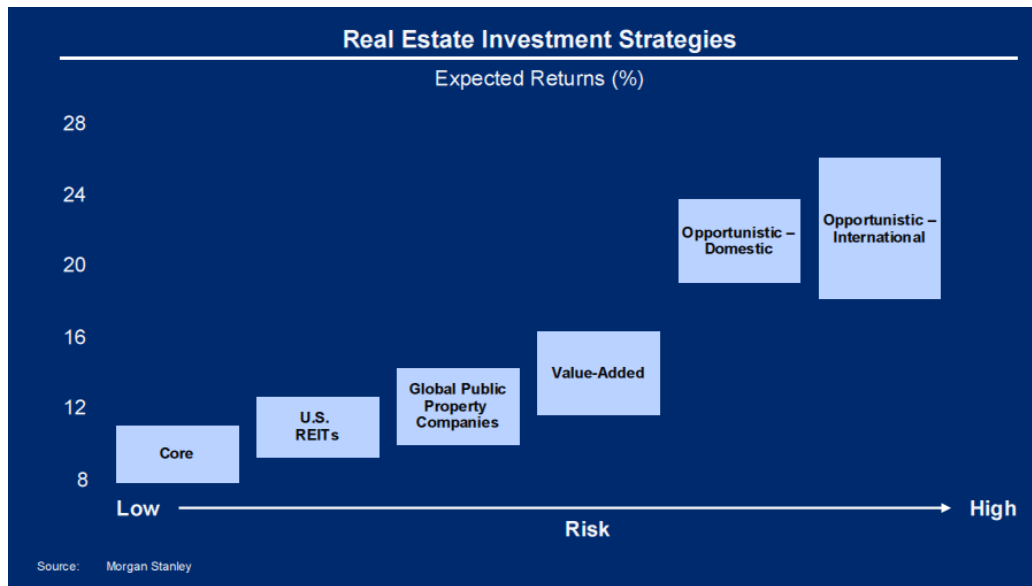 Real Estate Investment Strategies
Expected Returns (%)
28
24
20
16
12
8
Opportunistic –
International
Opportunistic –
Domestic
Value-Added
Global Public
Property
Companies
U.S.
REITs
Core
Low
High
Risk
Source: Morgan Stanley